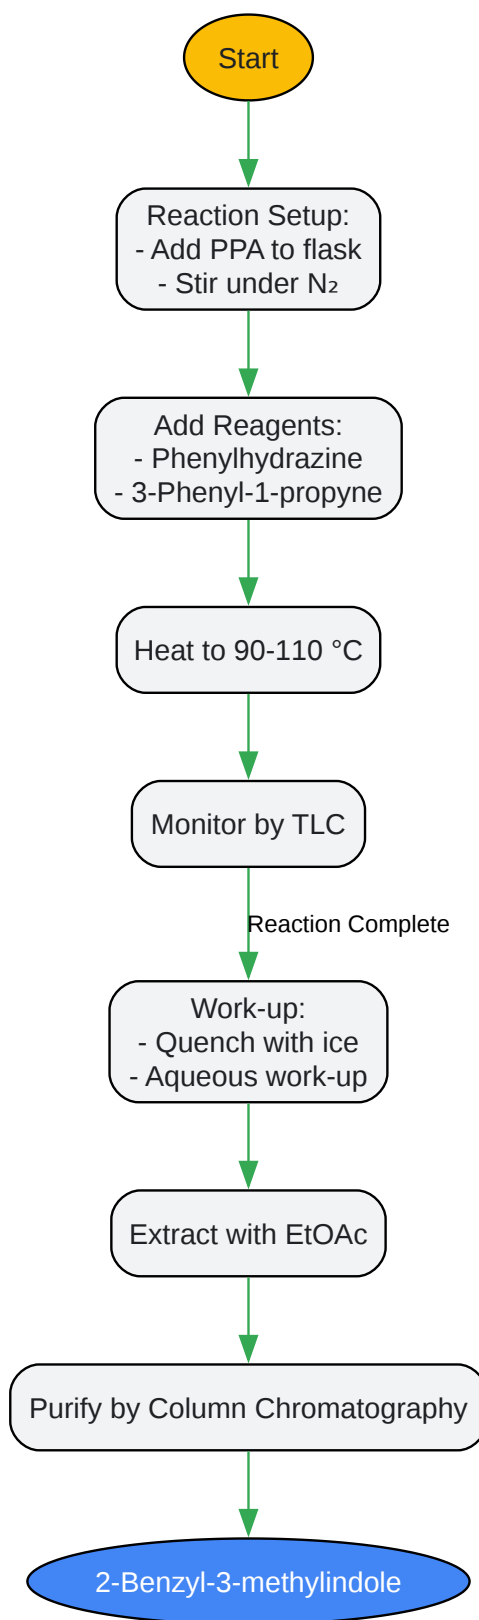 Start
Reaction Setup:
- Add PPA to flask
- Stir under N₂
Add Reagents:
- Phenylhydrazine
- 3-Phenyl-1-propyne
Heat to 90-110 °C
Monitor by TLC
Reaction Complete
Work-up:
- Quench with ice
- Aqueous work-up
Extract with EtOAc
Purify by Column Chromatography
2-Benzyl-3-methylindole